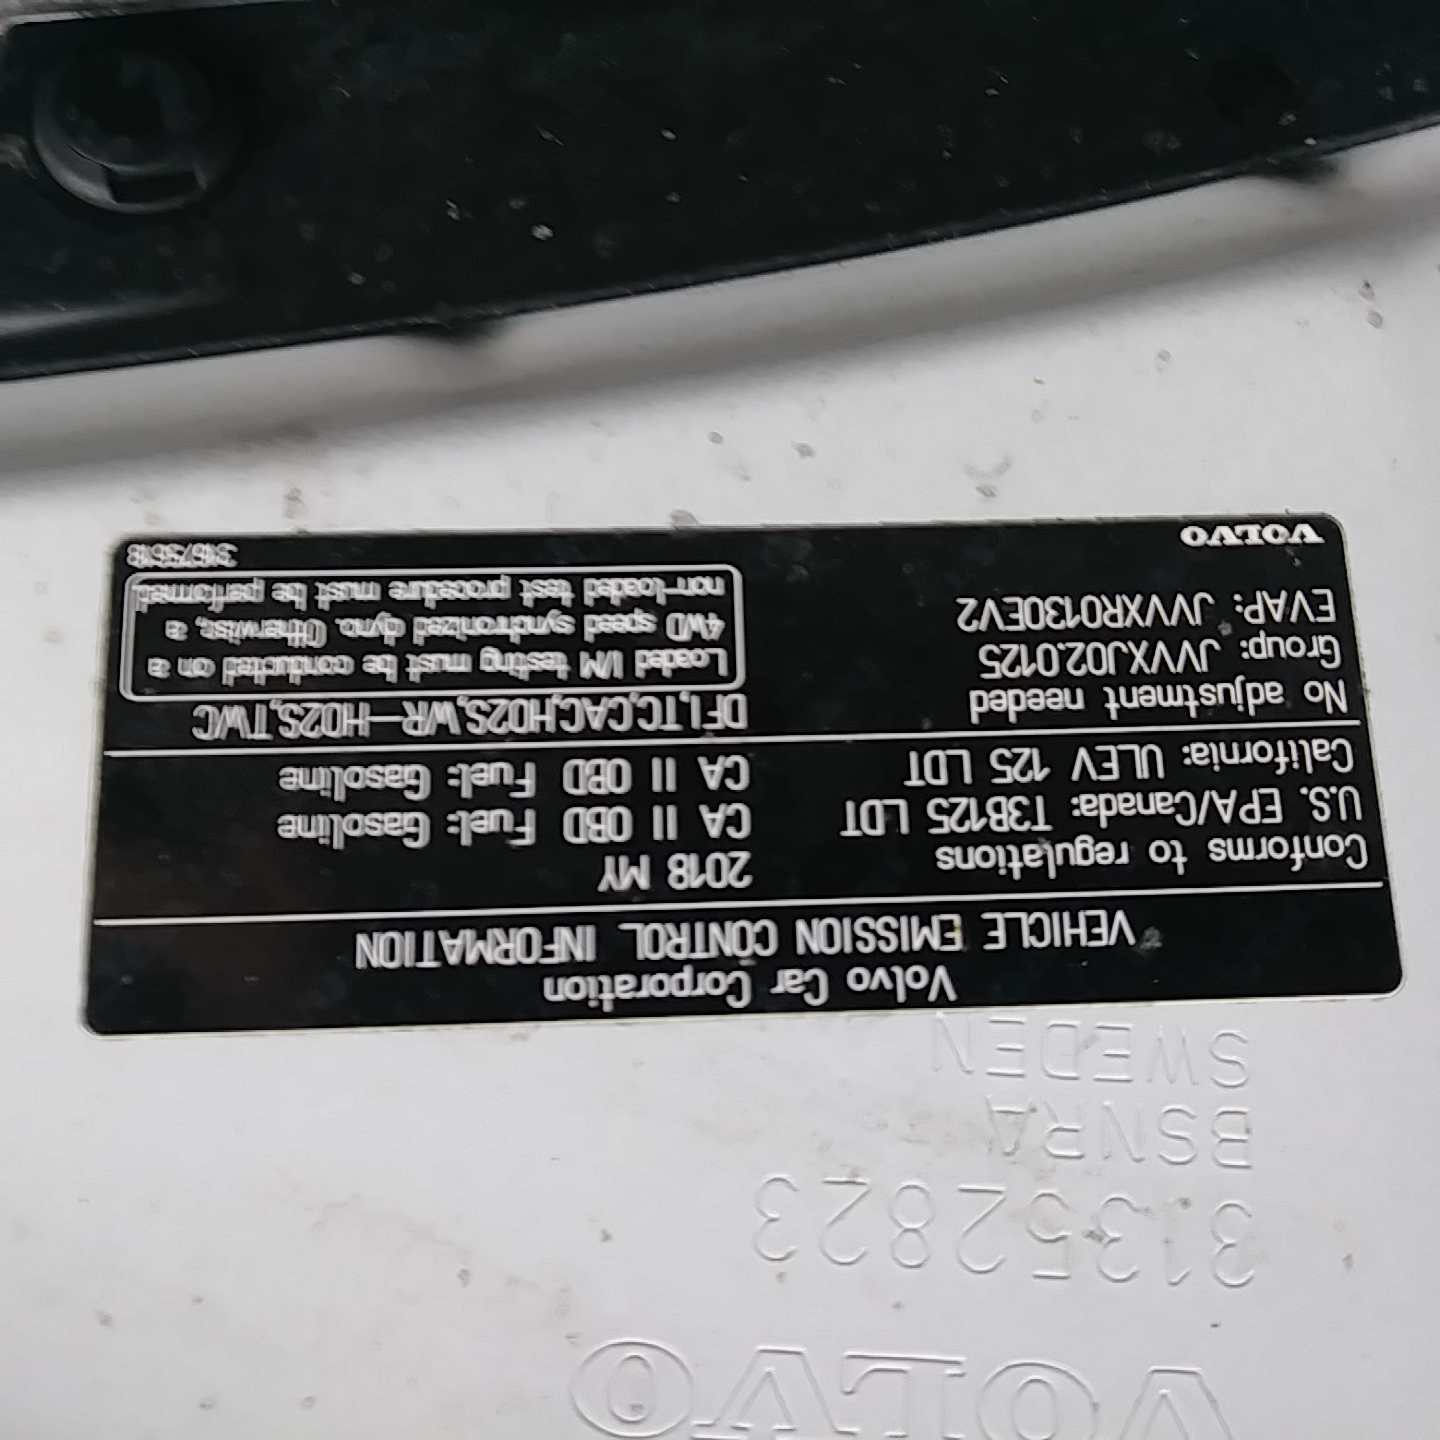 VOLVO
31352823
BSNRA
SWEDEN
Volvo Car Corporation
VEHICLE EMISSION CONTROL INFORMATION
Conforms to regulations 2018 MY
U.S. EPA/Canada: T3B125 LDT CA II OBD Fuel: Gasoline
California: ULEV 125 LDT CA II OBD Fuel: Gasoline
No adjustment needed DFI,TC,CAC,HO2S,WR-HO2S,TWC
Group: JVVXJ02.0125
EVAP: JVVXR0130EV2
Loaded I/M testing must be conducted on a
4WD speed synchronized dyno. Otherwise, a
non-loaded test procedure must be performed.
VOLVO